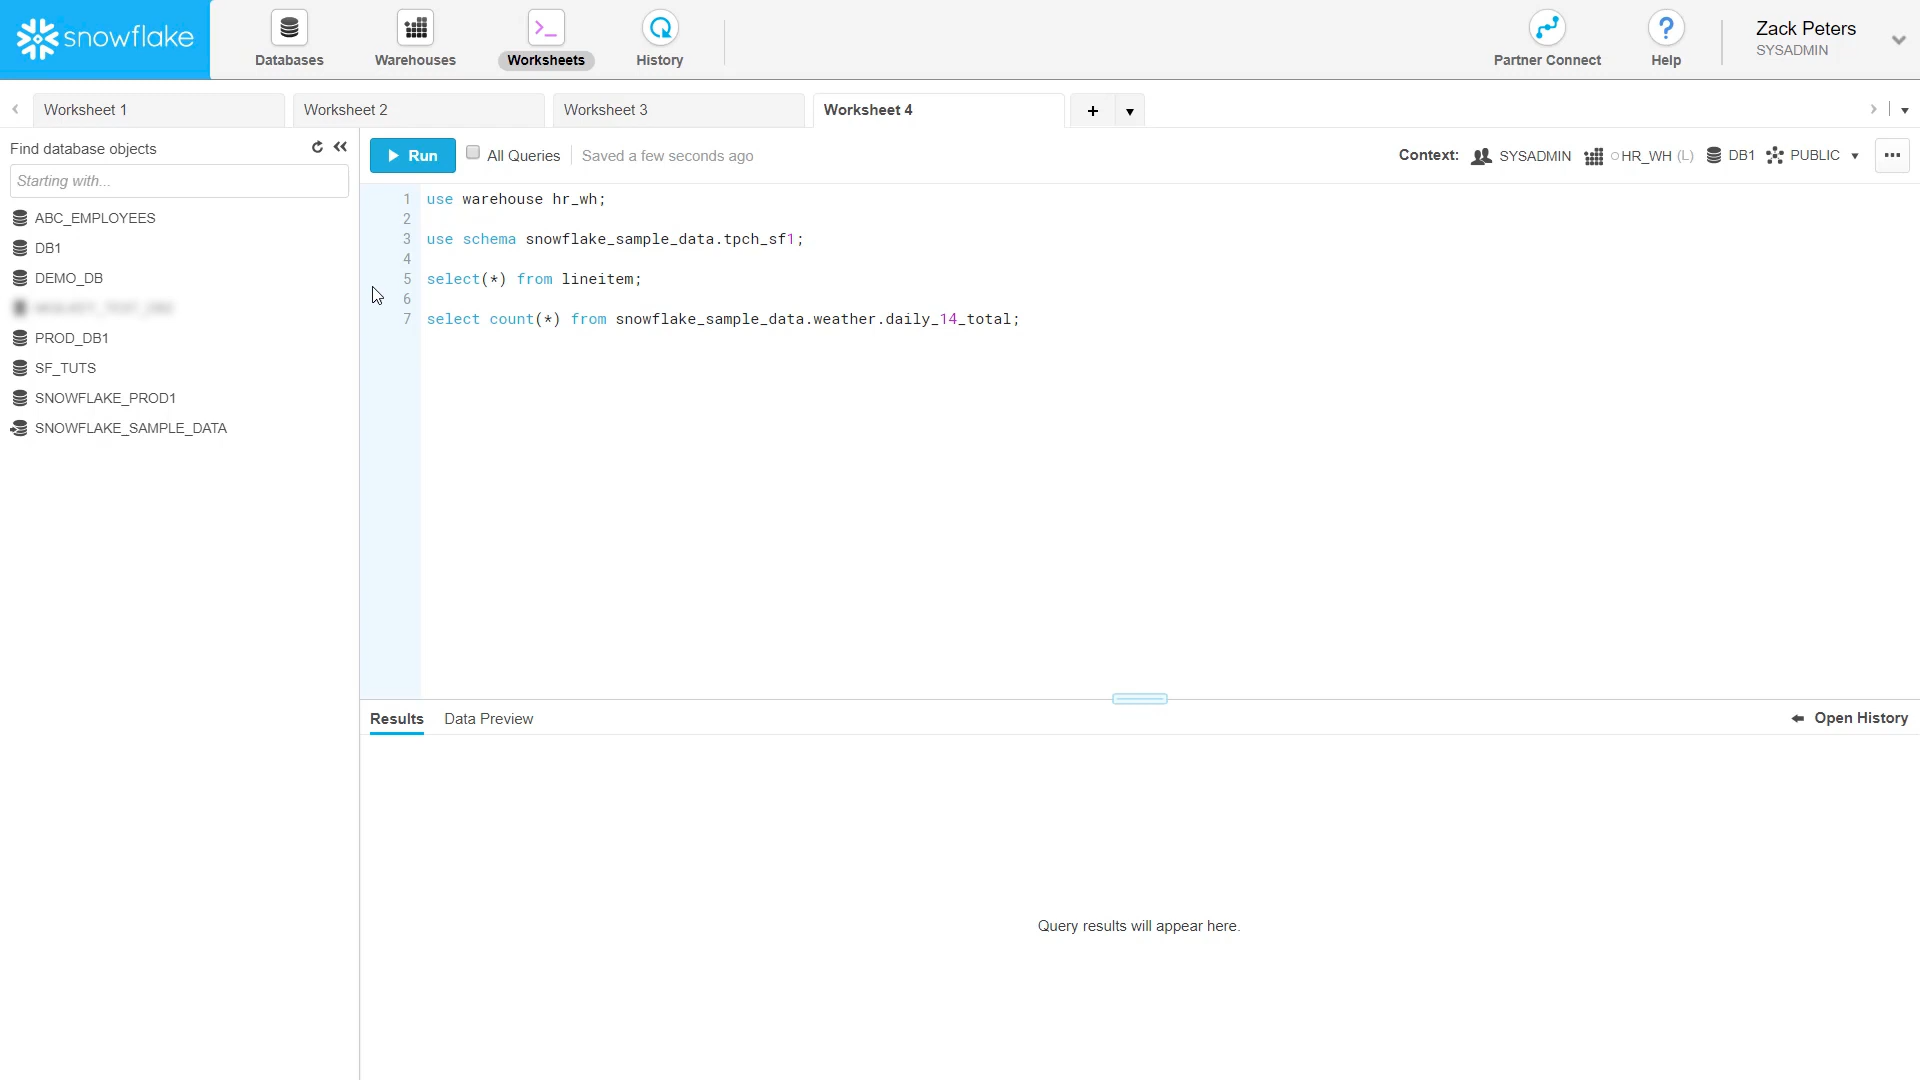 snowflake
Databases
Warehouses
Worksheets
History
Partner Connect
Help
Zack Peters
SYSADMIN
Worksheet 1
Worksheet 2
Worksheet 3
Worksheet 4
Find database objects
Starting with...
ABC_EMPLOYEES
DB1
DEMO_DB
PROD_DB1
SF_TUTS
SNOWFLAKE_PROD1
SNOWFLAKE_SAMPLE_DATA
Run
All Queries
Saved a few seconds ago
Context: SYSADMIN HR_WH (L) DB1 PUBLIC
1 use warehouse hr_wh;
2
3 use schema snowflake_sample_data.tpch_sf1;
4
5 select(*) from lineitem;
6
7 select count(*) from snowflake_sample_data.weather.daily_14_total;
Results
Data Preview
Open History
Query results will appear here.